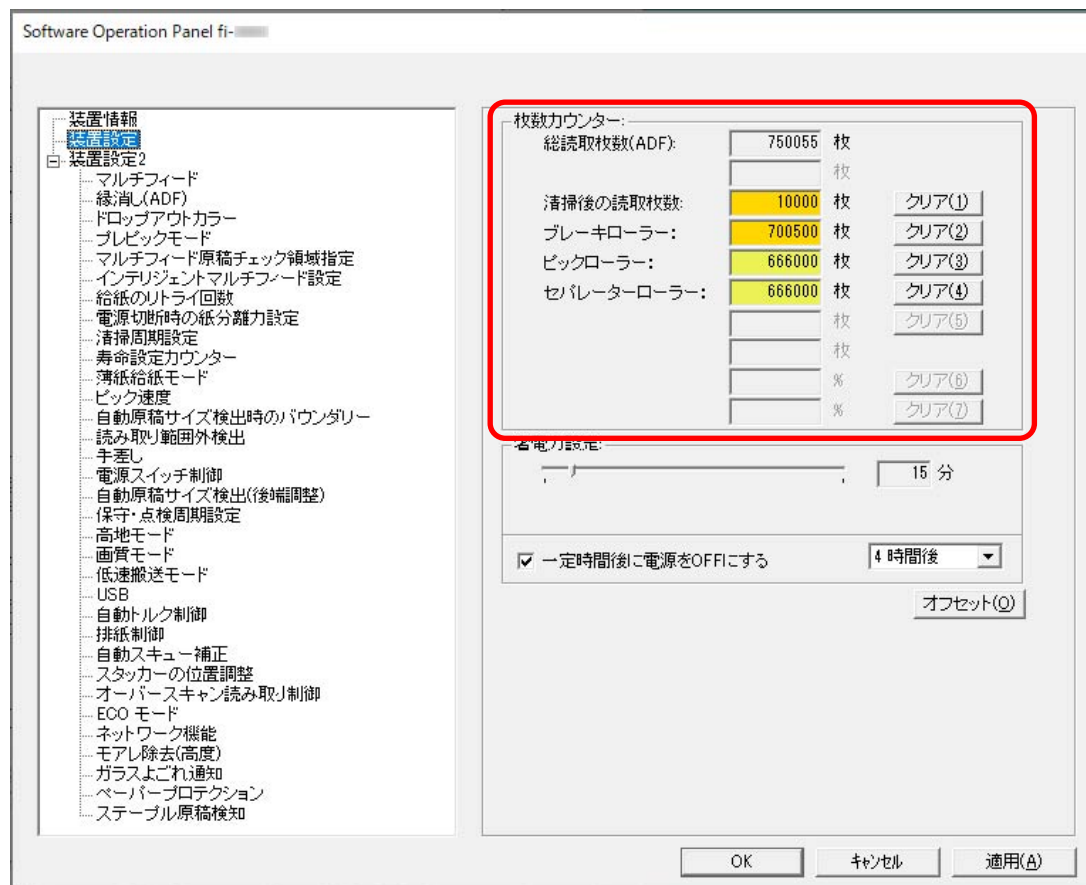 Software Operation Panel fi-
装置情報
装置設定
装置設定2
マルチフィード
縁消し(ADF)
ドロップアウトカラー
プレピックモード
マルチフィード原稿チェック領域指定
インテリジェントマルチフィード設定
給紙のリトライ回数
電源切断時の紙分離力設定
清掃周期設定
寿命設定カウンター
薄紙給紙モード
ピック速度
自動原稿サイズ検出時のバウンダリー
読み取り範囲外検出
手差し
電源スイッチ制御
自動原稿サイズ検出(後端調整)
保守・点検周期設定
高地モード
画質モード
低速搬送モード
USB
自動トルク制御
排紙制御
自動スキュー補正
スタッカーの位置調整
オーバースキャン読み取り制御
ECO モード
ネットワーク機能
モアレ除去(高度)
ガラスよごれ通知
ペーパープロテクション
ステープル原稿検知
枚数カウンター:
総読取枚数(ADF): 750055 枚
枚
清掃後の読取枚数: 10000 枚 クリア(1)
ブレーキローラー: 700500 枚 クリア(2)
ピックローラー: 666000 枚 クリア(3)
セパレーターローラー: 666000 枚 クリア(4)
枚 クリア(5)
枚
% クリア(6)
% クリア(7)
省電力設定:
15 分
一定時間後に電源をOFFにする 4 時間後
オフセット(O)
OK キャンセル 適用(A)